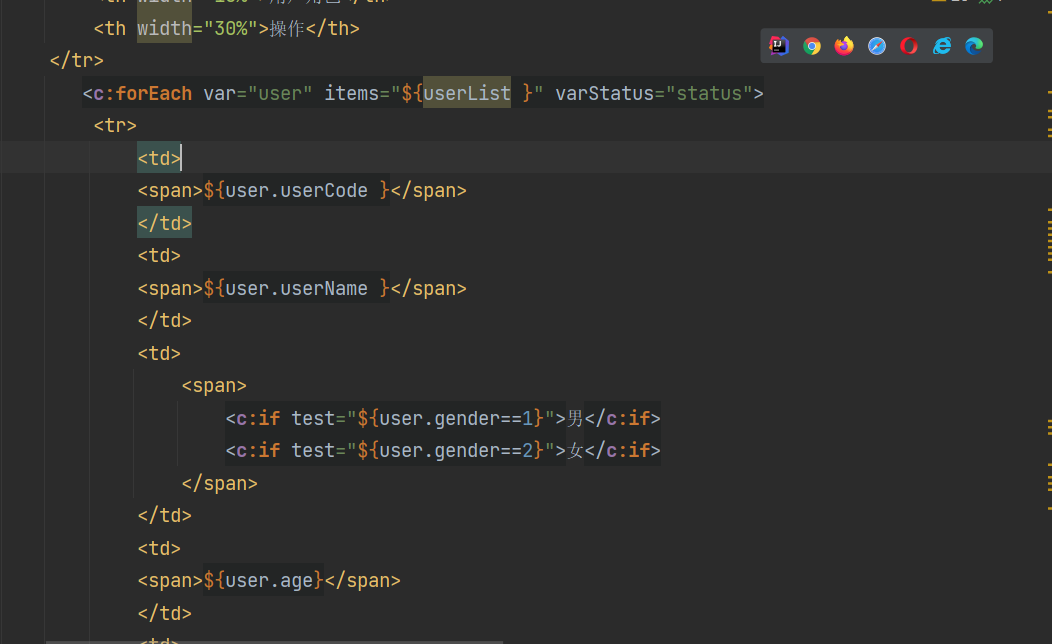 <th width="30%">操作</th>
</tr>
<c:forEach var="user" items="${userList }" varStatus="status">
<tr>
<td>
<span>${user.userCode }</span>
</td>
<td>
<span>${user.userName }</span>
</td>
<td>
<span>
<c:if test="${user.gender==1}">男</c:if>
<c:if test="${user.gender==2}">女</c:if>
</span>
</td>
<td>
<span>${user.age}</span>
</td>